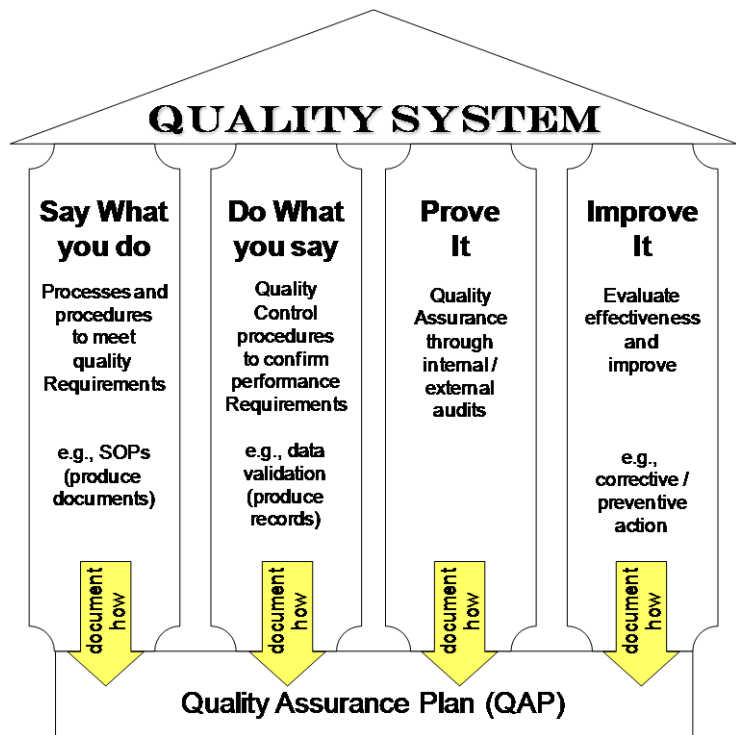 QUALITY SYSTEM
Say What
you do
Processes and
procedures
to meet
quality
Requirements
e.g., SOPs
(produce
documents)
document
how
Do What
you say
Quality
Control
procedures
to confirm
performance
Requirements
e.g., data
validation
(produce
records)
document
how
Prove
It
Quality
Assurance
through
internal /
external
audits
document
how
Improve
It
Evaluate
effectiveness
and
improve
e.g.,
corrective /
preventive
action
document
how
Quality Assurance Plan (QAP)